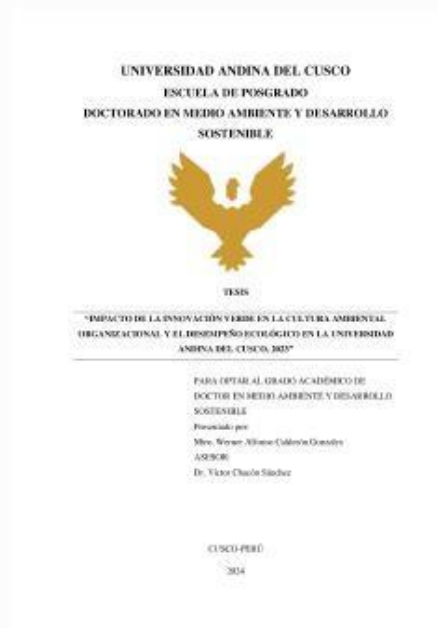 UNIVERSIDAD ANDINA DEL CUSCO
ESCUELA DE POSGRADO
DOCTORADO EN MEDIO AMBIENTE Y DESARROLLO
SOSTENIBLE
TESIS
“IMPACTO DE LA INNOVACIÓN VERDE EN LA CULTURA AMBIENTAL
ORGANIZACIONAL Y EL DESEMPEÑO ECOLÓGICO EN LA UNIVERSIDAD
ANDINA DEL CUSCO, 2023”
PARA OPTAR AL GRADO ACADÉMICO DE
DOCTOR EN MEDIO AMBIENTE Y DESARROLLO
SOSTENIBLE
Presentado por:
Mtro. Werner Alfonso Calderón Gonzales
ASESOR:
Dr. Víctor Chacón Sánchez
CUSCO-PERÚ
2024